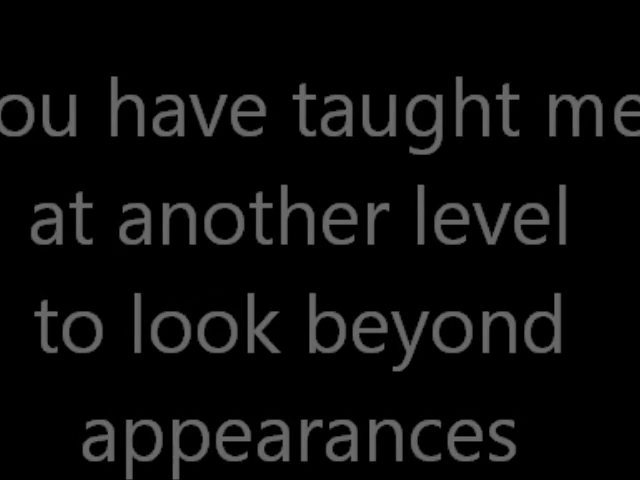 ou have taught me
at another level
to look beyond
appearances